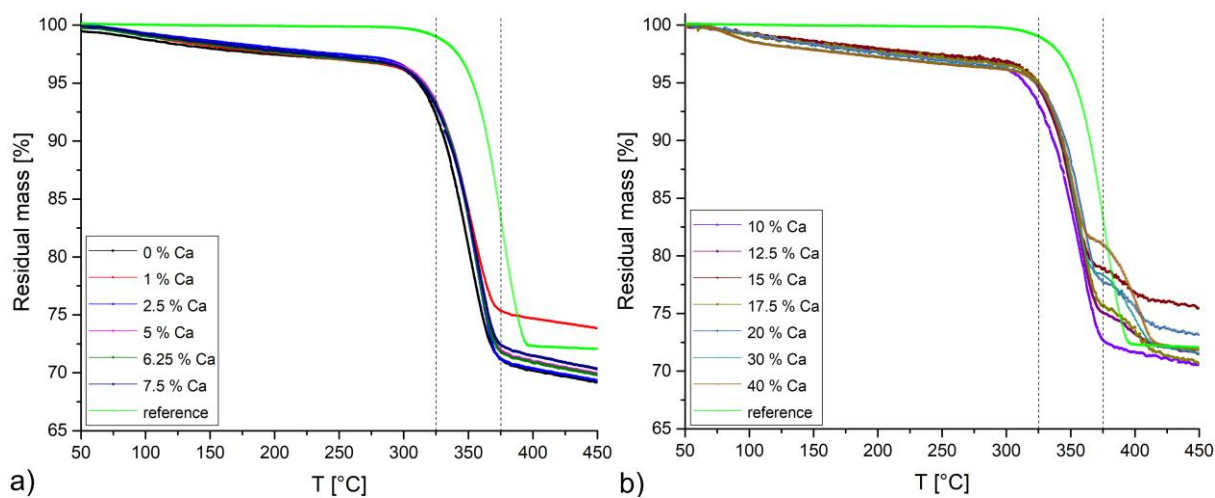 100
95
90
85
80
75
70
65
Residual mass [%]
0 % Ca
1 % Ca
2.5 % Ca
5 % Ca
6.25 % Ca
7.5 % Ca
reference
50 100 150 200 250 300 350 400 450
T [°C]
a)
100
95
90
85
80
75
70
65
Residual mass [%]
10 % Ca
12.5 % Ca
15 % Ca
17.5 % Ca
20 % Ca
30 % Ca
40 % Ca
reference
50 100 150 200 250 300 350 400 450
T [°C]
b)